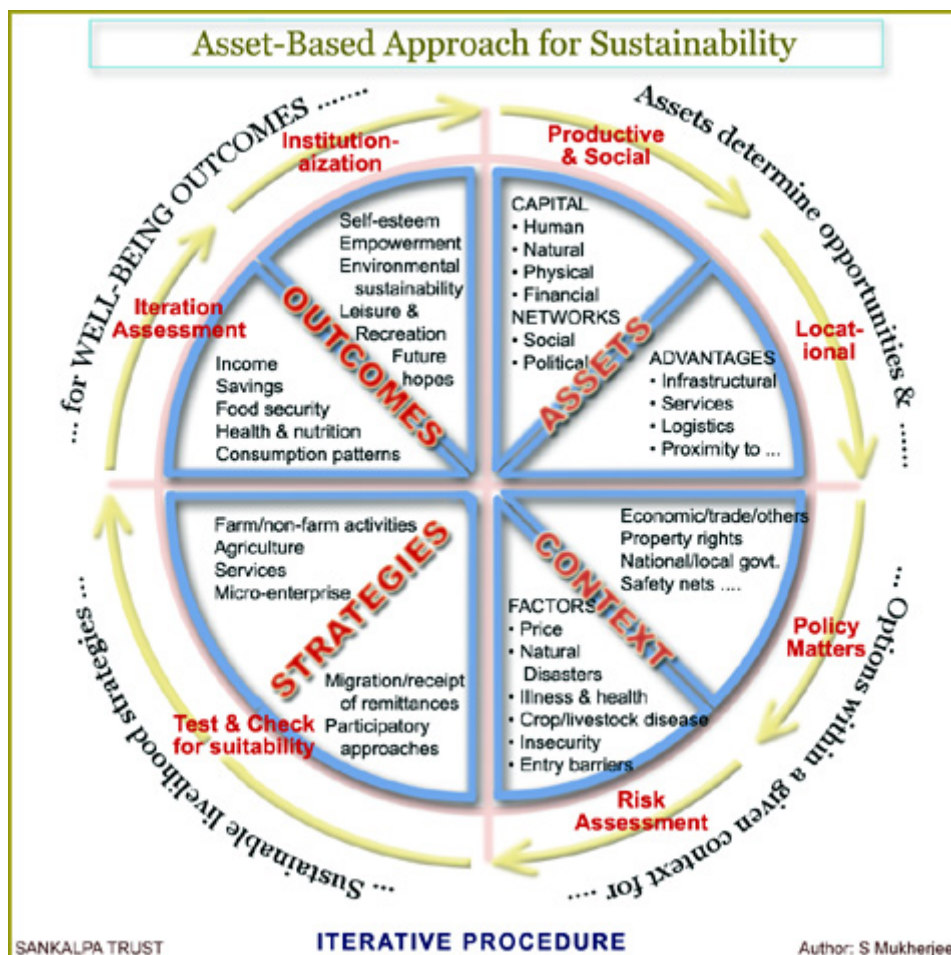 Asset-Based Approach for Sustainability
Assets determine opportunities & ......
... Options within a given context for ....
... Sustainable livelihood strategies ...
... for WELL-BEING OUTCOMES .......
Productive
& Social
CAPITAL
• Human
• Natural
• Physical
• Financial
NETWORKS
• Social
• Political
ASSETS
Locat-
ional
ADVANTAGES
• Infrastructural
• Services
• Logistics
• Proximity to ...
Policy
Matters
Economic/trade/others
Property rights
National/local govt.
Safety nets ....
CONTEXT
Risk
Assessment
FACTORS
• Price
• Natural
Disasters
• Illness & health
• Crop/livestock disease
• Insecurity
• Entry barriers
Test & Check
for suitability
Migration/receipt
of remittances
Participatory
approaches
STRATEGIES
Farm/non-farm activities
Agriculture
Services
Micro-enterprise
Iteration
Assessment
Income
Savings
Food security
Health & nutrition
Consumption patterns
OUTCOMES
Institution-
aization
Self-esteem
Empowerment
Environmental
sustainability
Leisure &
Recreation
Future
hopes
SANKALPA TRUST
ITERATIVE PROCEDURE
Author: S Mukherjee